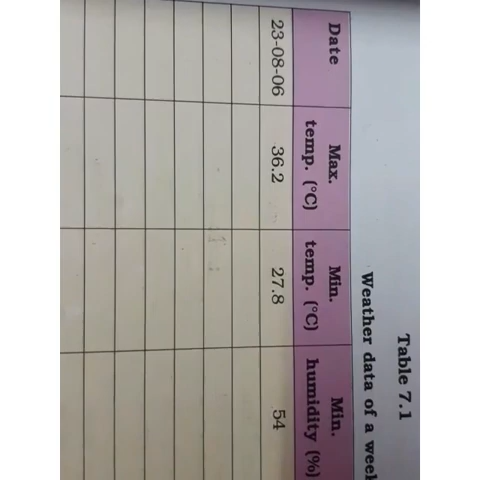 Table 7.1
Weather data of a week
Date Max. temp. (°C) Min. temp. (°C) Min. humidity (%)
23-08-06 36.2 27.8 54